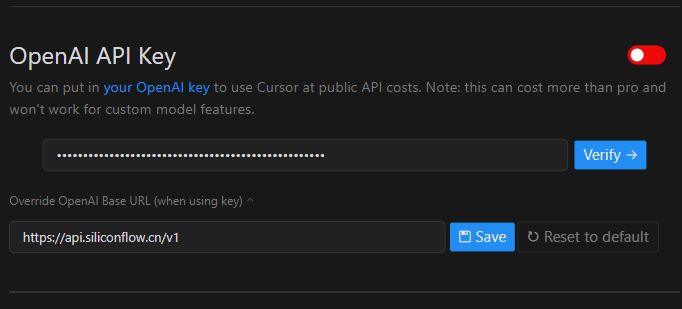 OpenAI API Key
You can put in your OpenAI key to use Cursor at public API costs. Note: this can cost more than pro and
won't work for custom model features.
••••••••••••••••••••••••••••••••••••••••••••••••••• Verify →
Override OpenAI Base URL (when using key) ^
https://api.siliconflow.cn/v1 Save Reset to default